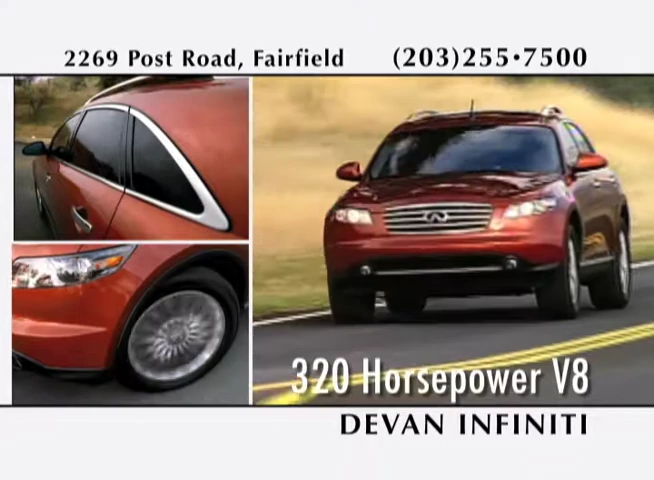 2269 Post Road, Fairfield (203)255•7500
320 Horsepower V8
DEVAN INFINITI